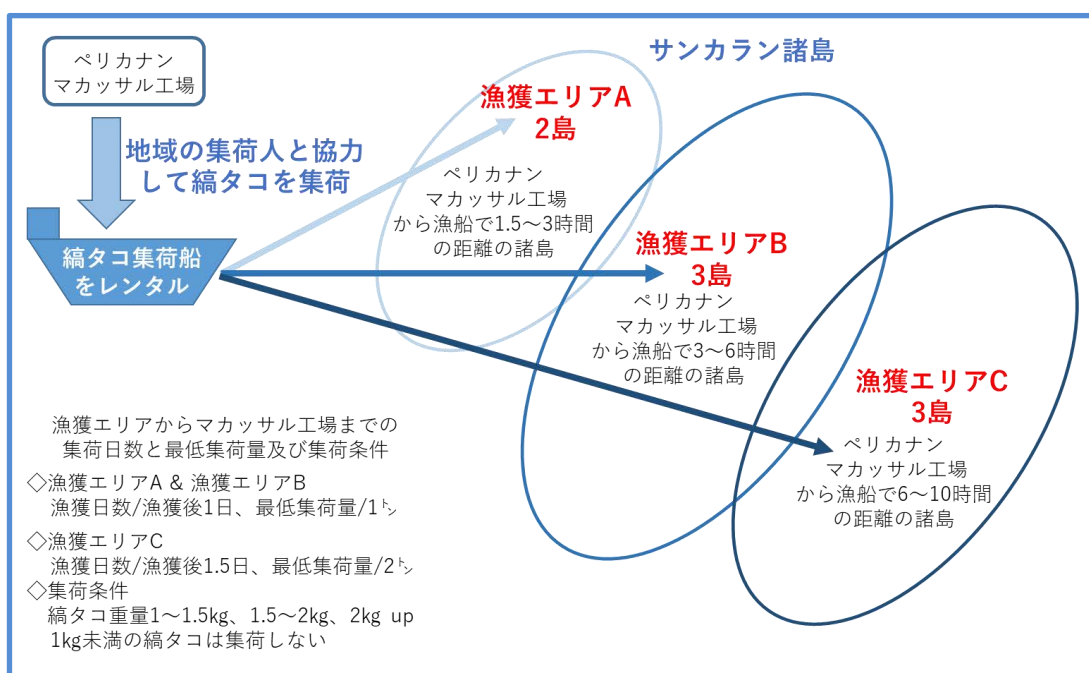 ペリカナン
マカッサル工場
地域の集荷人と協力
して縞タコを集荷
縞タコ集荷船
をレンタル
サンカラン諸島
漁獲エリアA
2島
ペリカナン
マカッサル工場
から漁船で1.5～3時間
の距離の諸島
漁獲エリアB
3島
ペリカナン
マカッサル工場
から漁船で3～6時間
の距離の諸島
漁獲エリアC
3島
ペリカナン
マカッサル工場
から漁船で6～10時間
の距離の諸島
漁獲エリアからマカッサル工場までの
集荷日数と最低集荷量及び集荷条件
◇漁獲エリアA & 漁獲エリアB
漁獲日数/漁獲後1日、最低集荷量/1㌧
◇漁獲エリアC
漁獲日数/漁獲後1.5日、最低集荷量/2㌧
◇集荷条件
縞タコ重量1～1.5kg、1.5～2kg、2kg up
1kg未満の縞タコは集荷しない